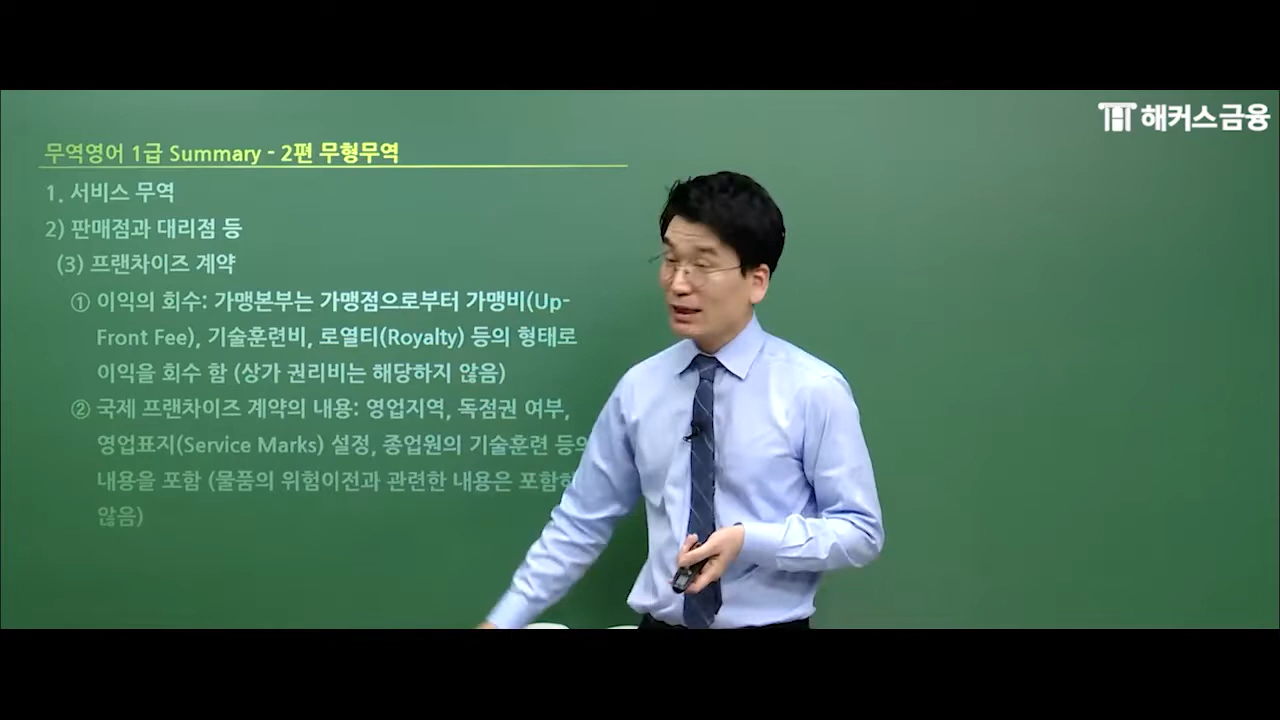 해커스금융
무역영어 1급 Summary - 2편 무형무역
1. 서비스 무역
2) 판매점과 대리점 등
(3) 프랜차이즈 계약
① 이익의 회수: 가맹본부는 가맹점으로부터 가맹비(Up-
Front Fee), 기술훈련비, 로열티(Royalty) 등의 형태로
이익을 회수 함 (상가 권리비는 해당하지 않음)
② 국제 프랜차이즈 계약의 내용: 영업지역, 독점권 여부,
영업표지(Service Marks) 설정, 종업원의 기술훈련 등의
내용을 포함 (물품의 위험이전과 관련한 내용은
않음)